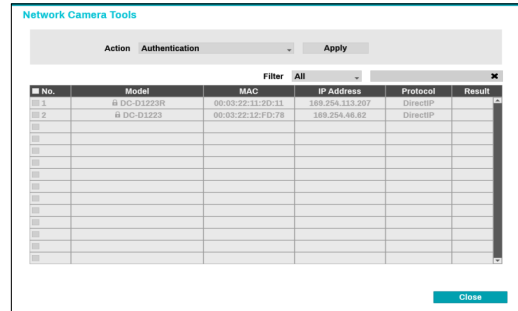 Network Camera Tools
Action Authentication Apply
Filter All
No. Model MAC IP Address Protocol Result
1 DC-D1223R 00:03:22:11:2D:11 169.254.113.207 DirectIP
2 DC-D1223 00:03:22:12:FD:78 169.254.46.62 DirectIP
Close